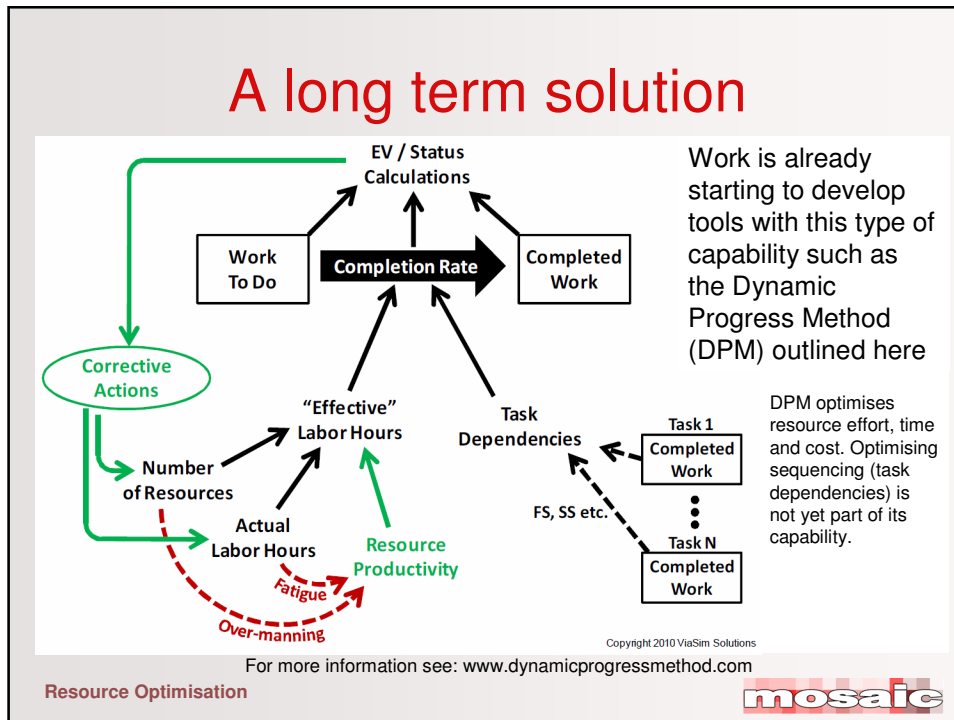 A long term solution
EV / Status
Calculations
Work
To Do
Completion Rate
Completed
Work
Work is already
starting to develop
tools with this type of
capability such as
the Dynamic
Progress Method
(DPM) outlined here
Corrective
Actions
"Effective"
Labor Hours
Task
Dependencies
Number
of Resources
Actual
Labor Hours
Resource
Productivity
Fatigue
Over-manning
FS, SS etc.
Task 1
Completed
Work
Task N
Completed
Work
DPM optimises
resource effort, time
and cost. Optimising
sequencing (task
dependencies) is
not yet part of its
capability.
Copyright 2010 ViaSim Solutions
For more information see: www.dynamicprogressmethod.com
Resource Optimisation
mosaic